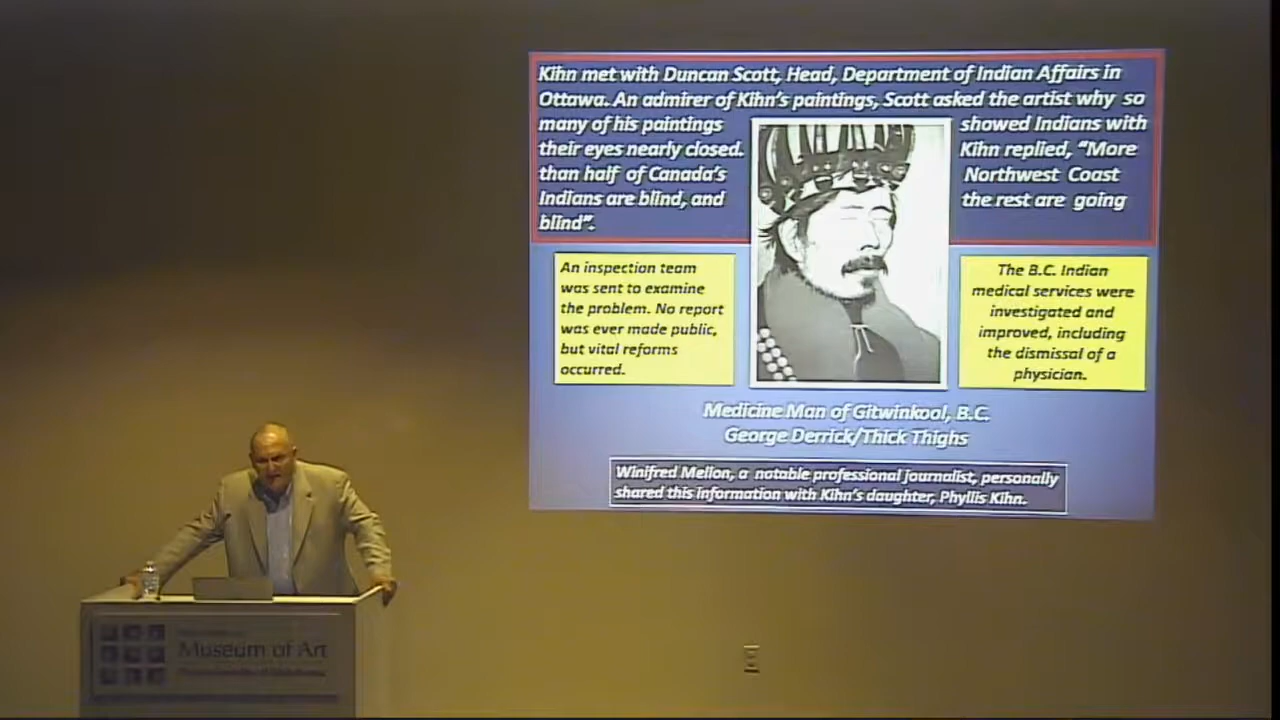 Kihn met with Duncan Scott, Head, Department of Indian Affairs in
Ottawa. An admirer of Kihn's paintings, Scott asked the artist why so
many of his paintings showed Indians with
their eyes nearly closed. Kihn replied, "More
than half of Canada's Northwest Coast
Indians are blind, and the rest are going
blind".
An inspection team
was sent to examine
the problem. No report
was ever made public,
but vital reforms
occurred.
The B.C. Indian
medical services were
investigated and
improved, including
the dismissal of a
physician.
Medicine Man of Gitwinkool, B.C.
George Derrick/Thick Thighs
Winifred Mellon, a notable professional journalist, personally
shared this information with Kihn's daughter, Phyllis Kihn.
Museum of Art